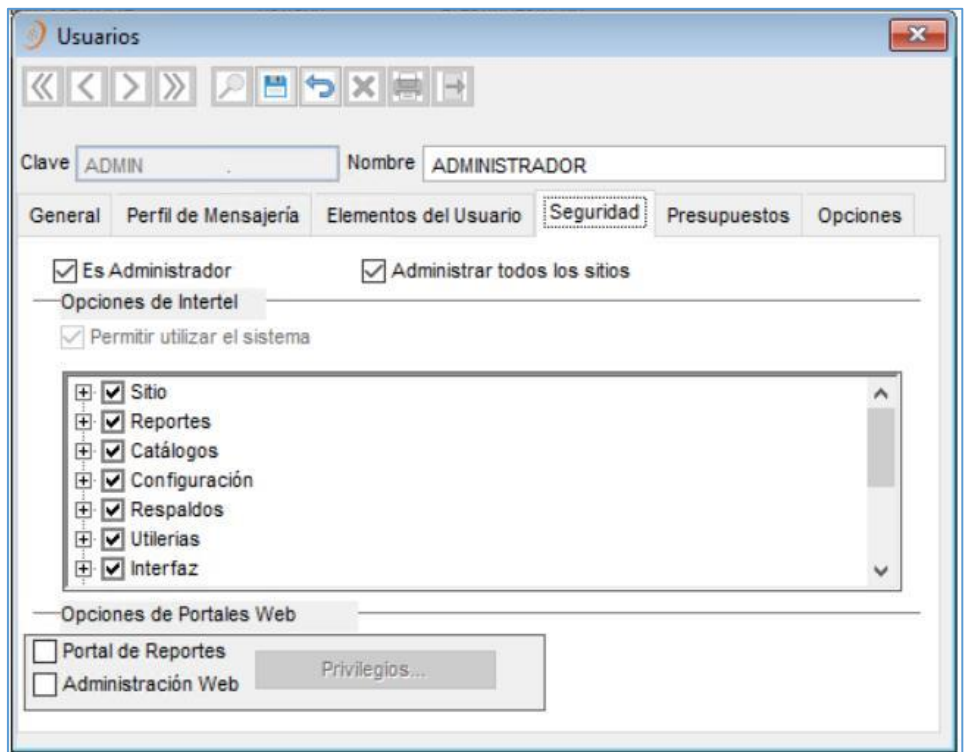 Usuarios
Clave ADMIN . Nombre ADMINISTRADOR
General Perfil de Mensajería Elementos del Usuario Seguridad Presupuestos Opciones
Es Administrador Administrar todos los sitios
Opciones de Intertel
Permitir utilizar el sistema
Sitio
Reportes
Catálogos
Configuración
Respaldos
Utilerias
Interfaz
Opciones de Portales Web
Portal de Reportes
Privilegios...
Administración Web